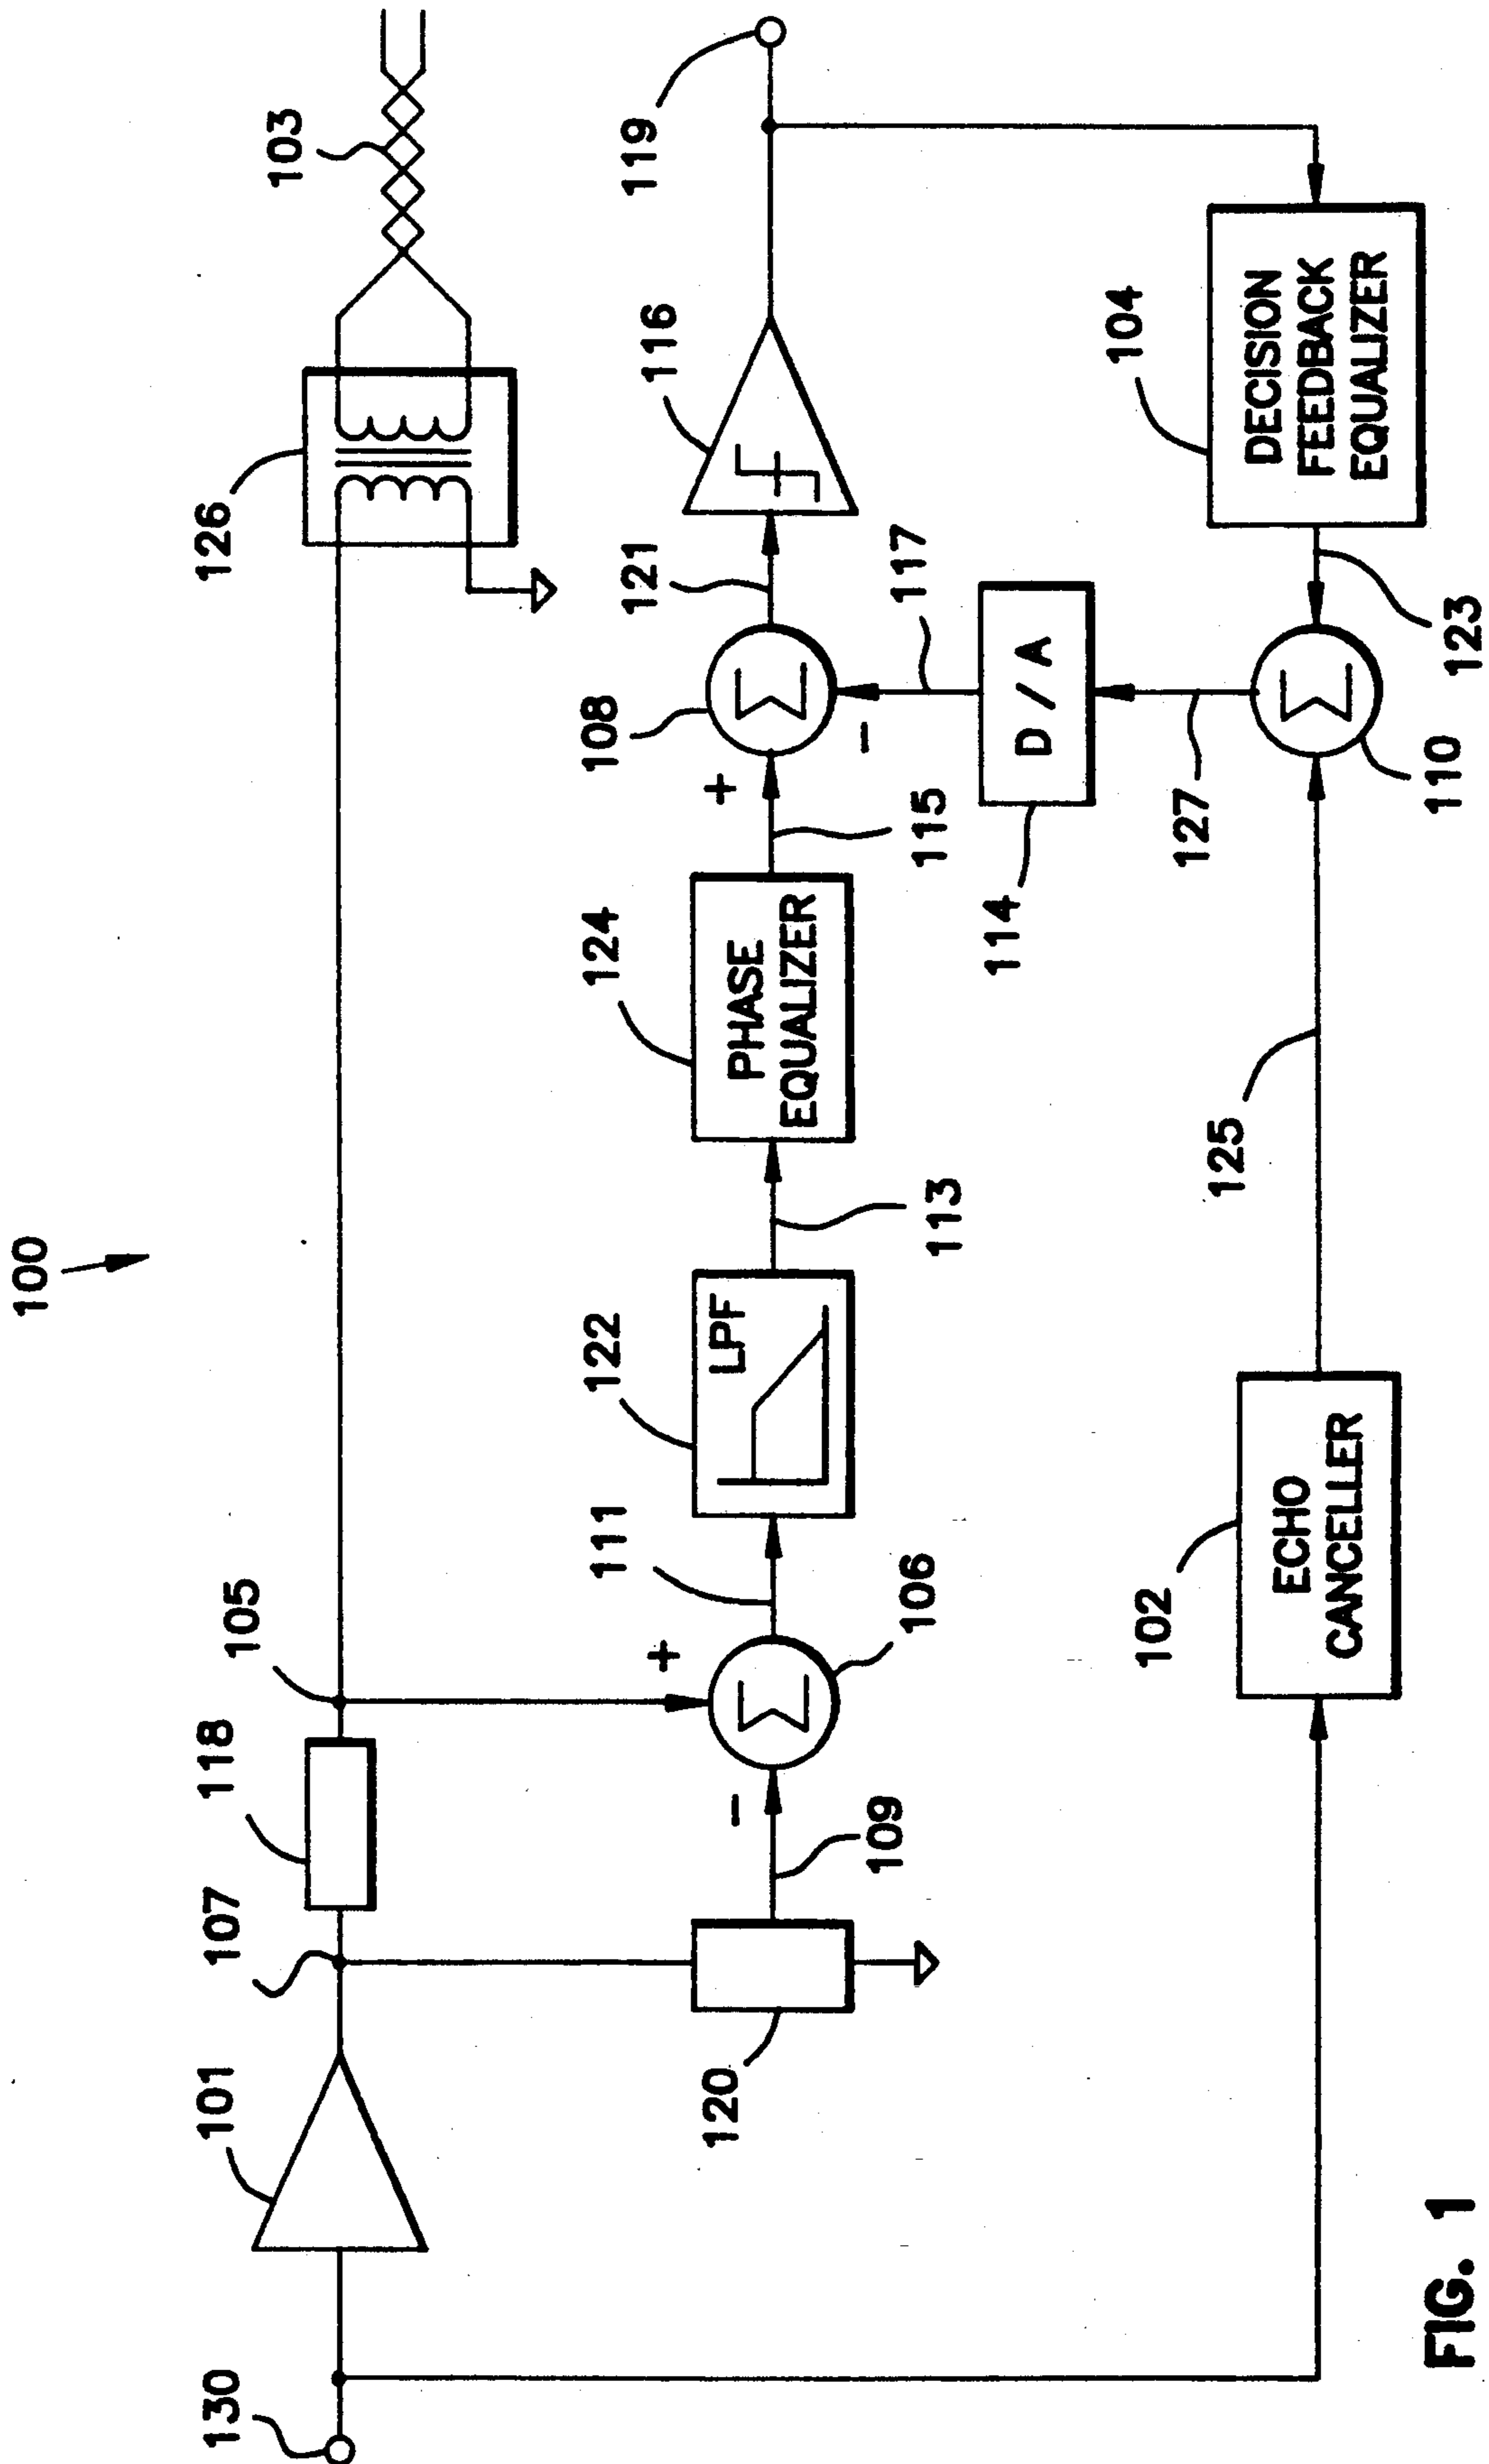 100
130
101
107
118
105
126
103
120
−
109
+
Σ
106
111
122
LPF
113
124
PHASE
EQUALIZER
115
+
108
Σ
−
121
116
119
117
D / A
114
127
102
ECHO
CANCELLER
125
Σ
110
123
104
DECISION
FEEDBACK
EQUALIZER
FIG. 1